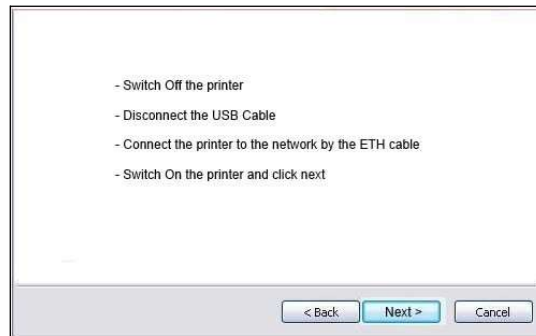 - Switch Off the printer
- Disconnect the USB Cable
- Connect the printer to the network by the ETH cable
- Switch On the printer and click next
< Back Next > Cancel